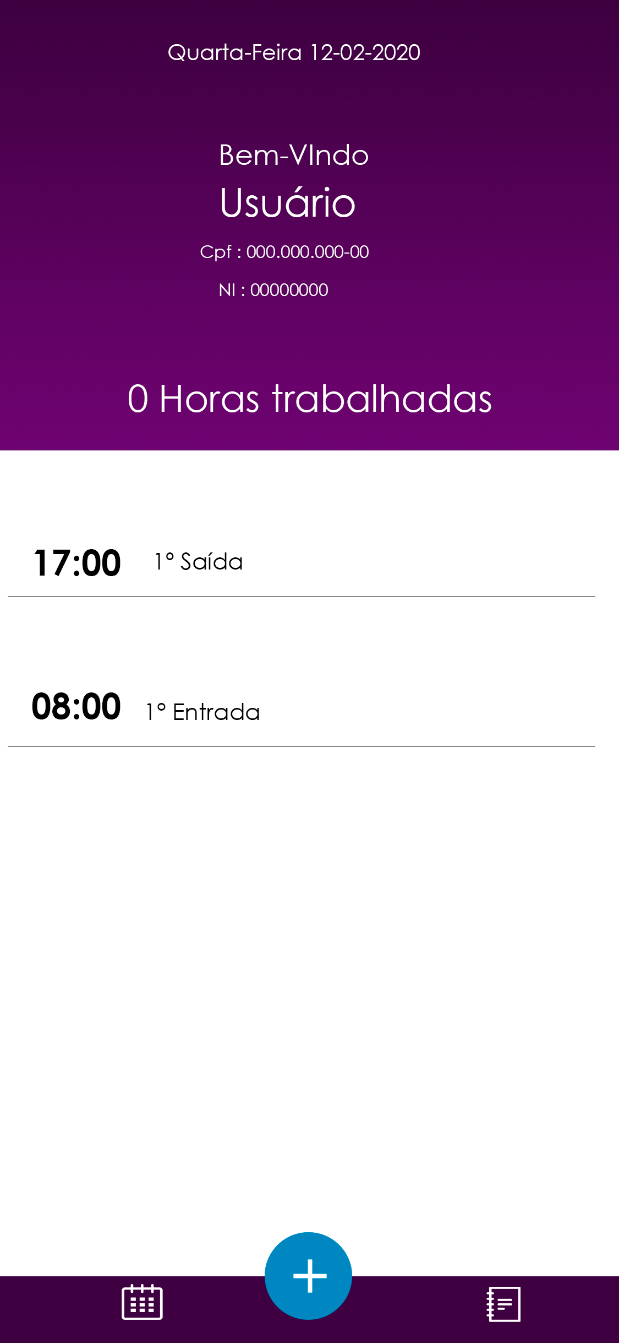 Quarta-Feira 12-02-2020
Bem-VIndo
Usuário
Cpf : 000.000.000-00
NI : 00000000
0 Horas trabalhadas
17:00 1° Saída
08:00 1° Entrada
+